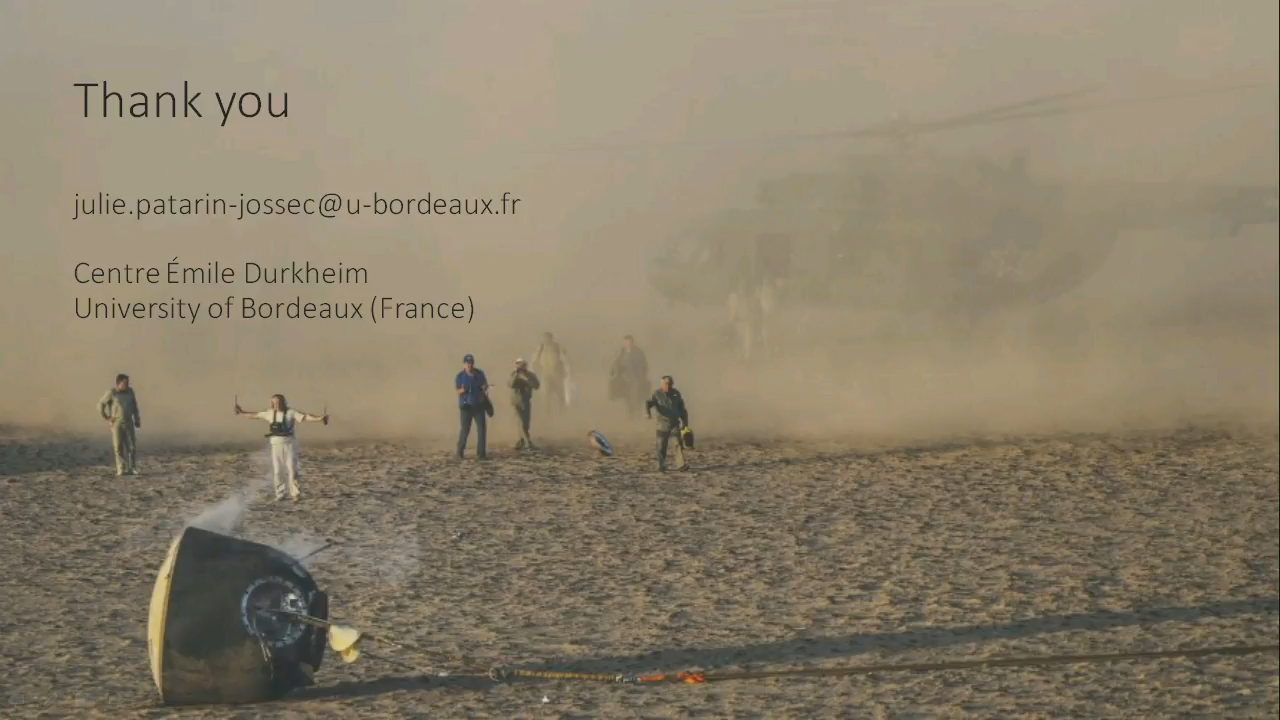 Thank you
julie.patarin-jossec@u-bordeaux.fr
Centre Émile Durkheim
University of Bordeaux (France)